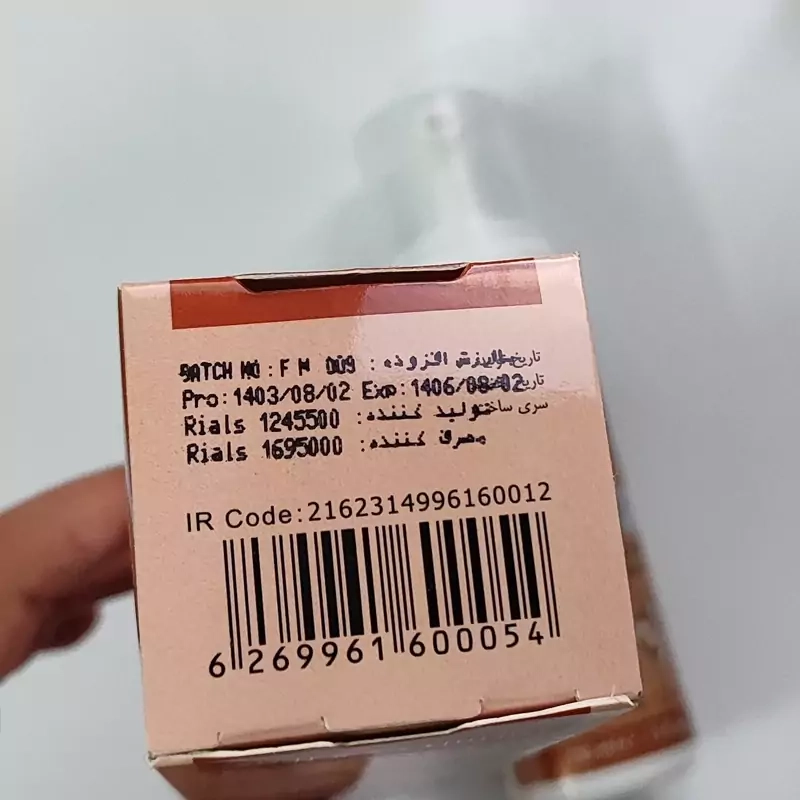 BATCH NO : F M 009 : افزوده
Pro:1403/08/02 Exp:1406/08/02
تولید کننده: Rials 1245500
مصرف کننده: Rials 1695000
IR Code:2162314996160012
6 269961 600054